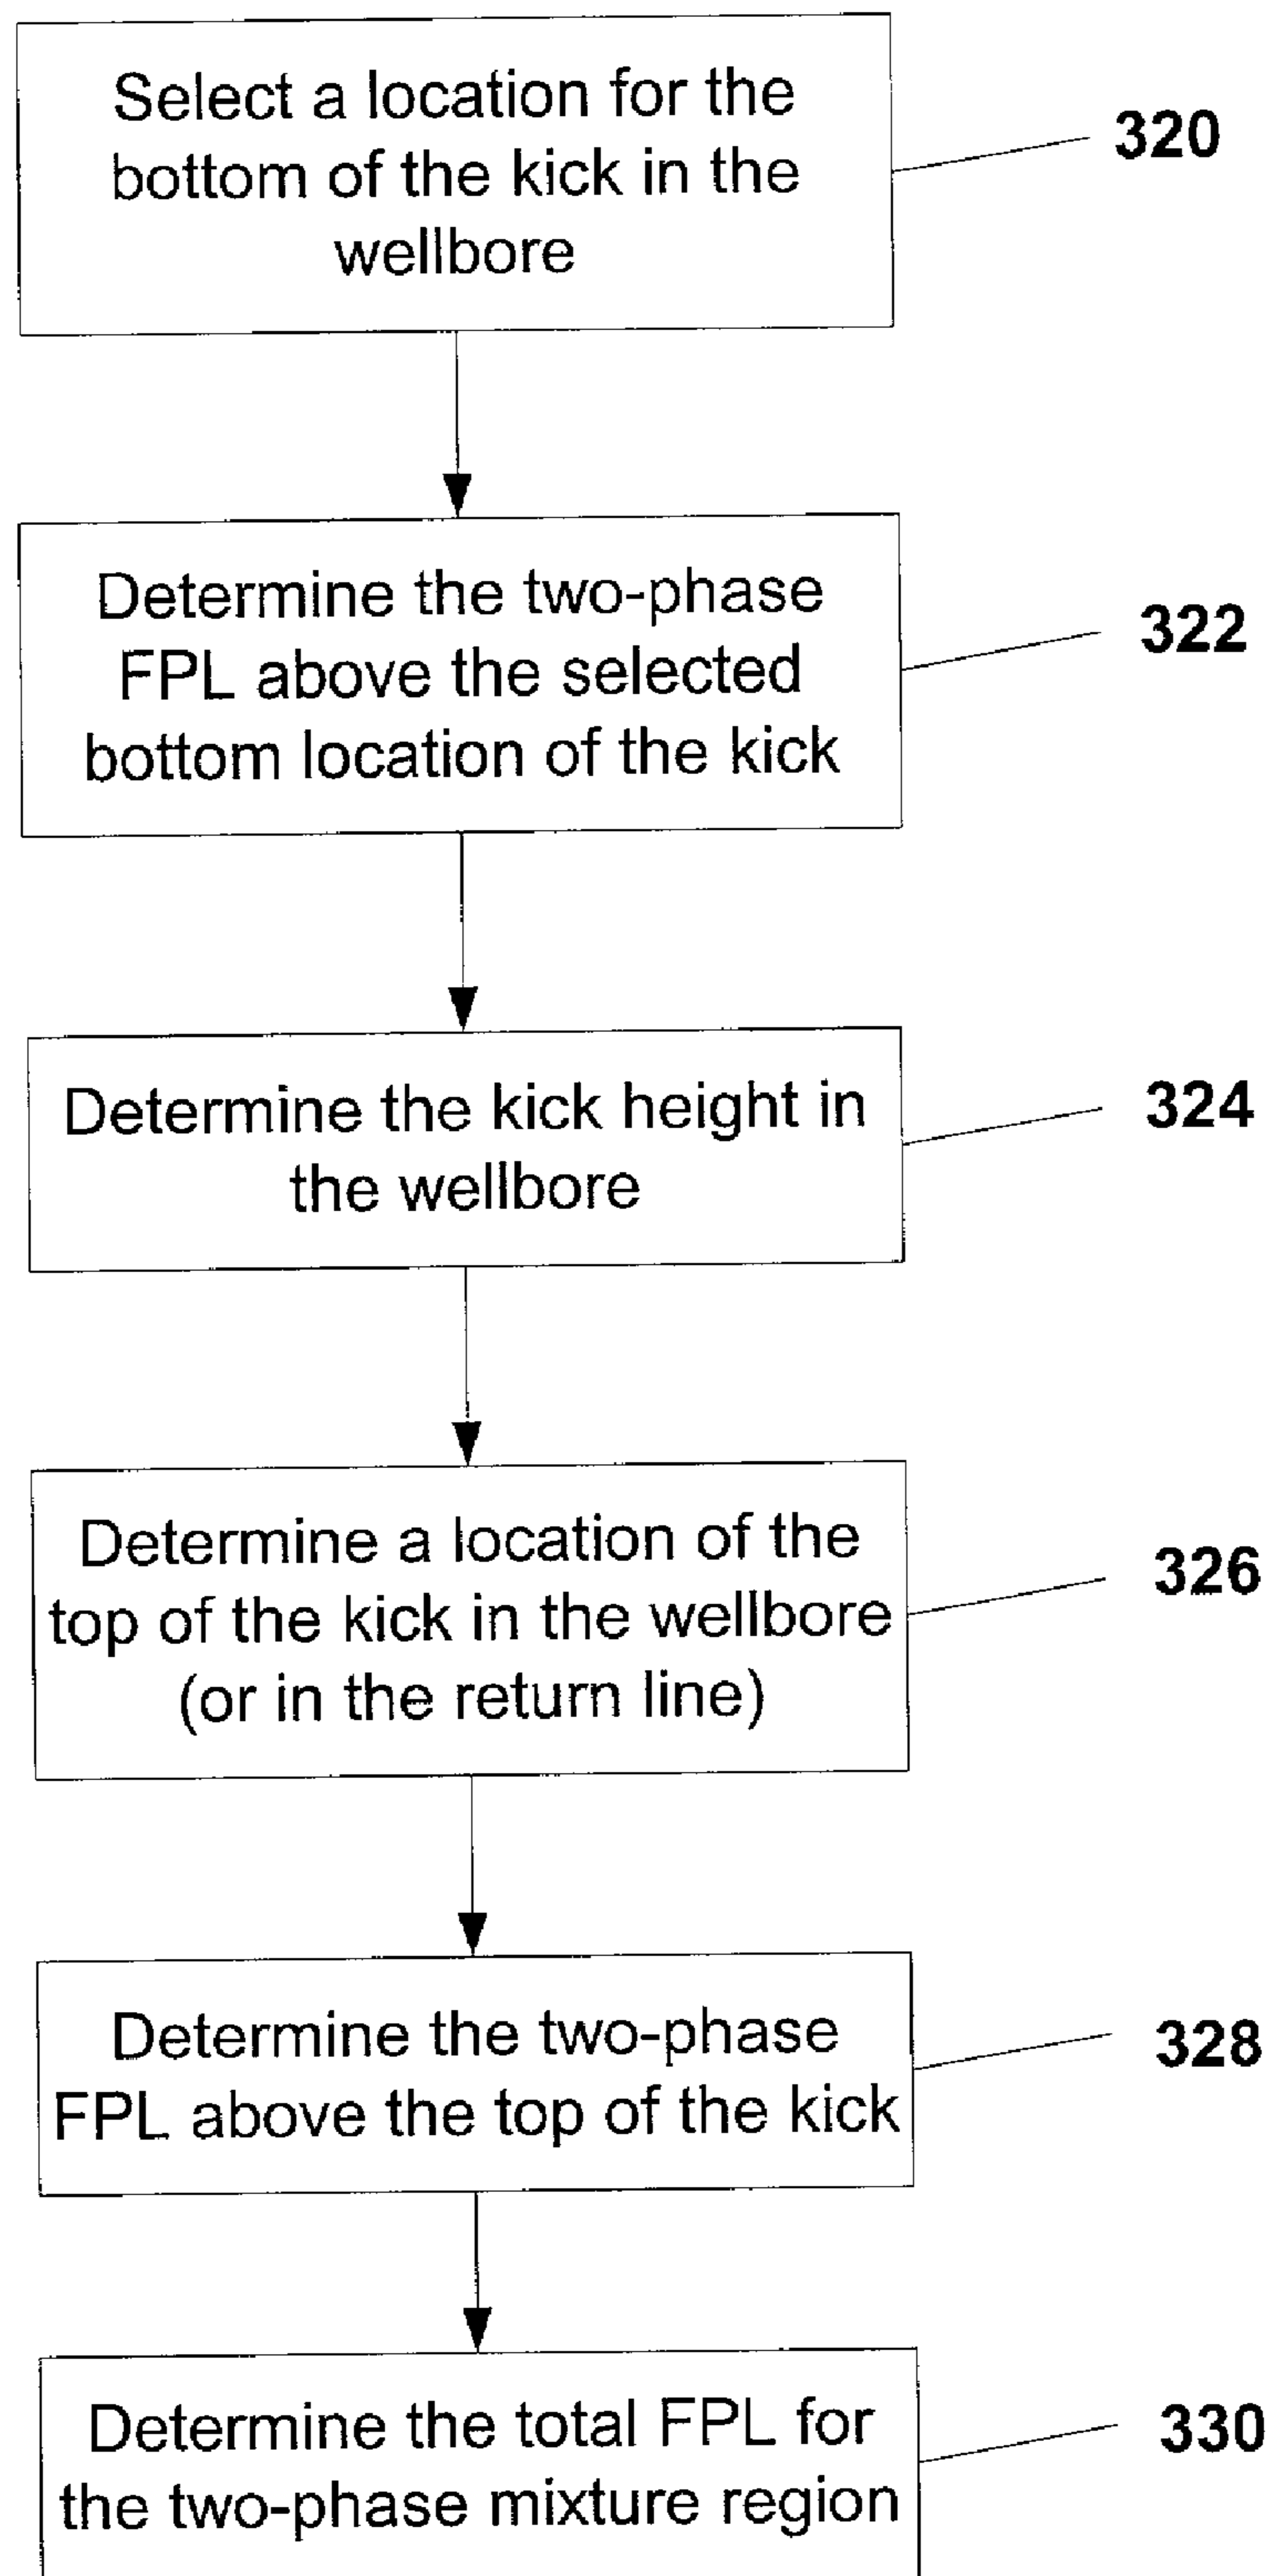 Select a location for the
bottom of the kick in the
wellbore
320
Determine the two-phase
FPL above the selected
bottom location of the kick
322
Determine the kick height in
the wellbore
324
Determine a location of the
top of the kick in the wellbore
(or in the return line)
326
Determine the two-phase
FPL above the top of the kick
328
Determine the total FPL for
the two-phase mixture region
330